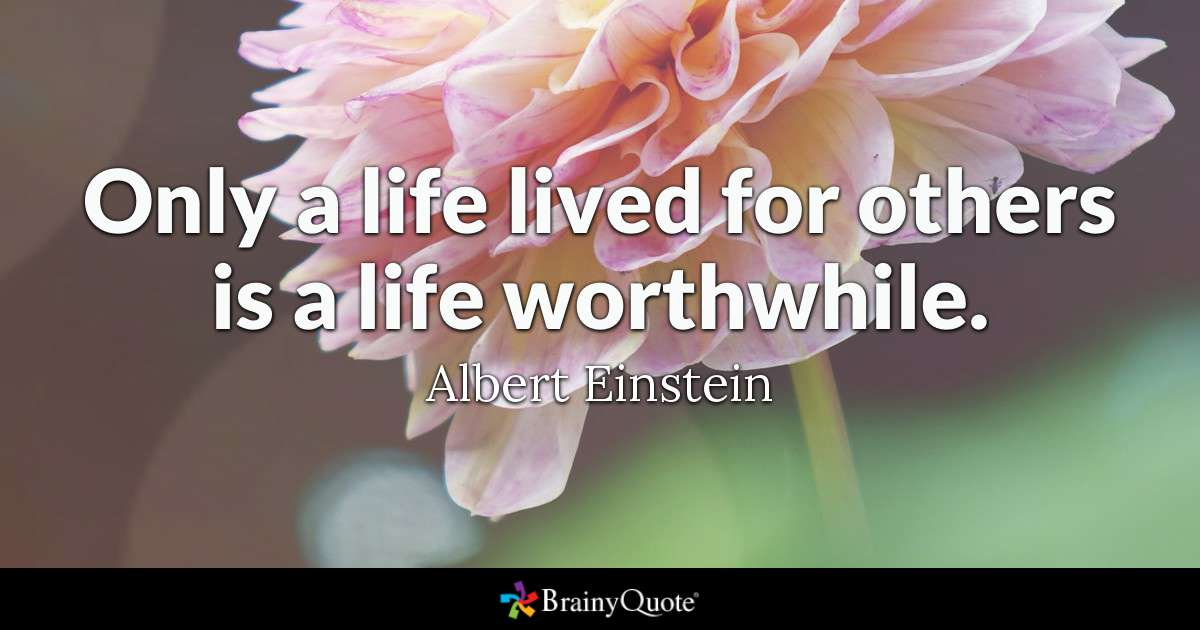 Only a life lived for others
is a life worthwhile.
Albert Einstein
BrainyQuote®